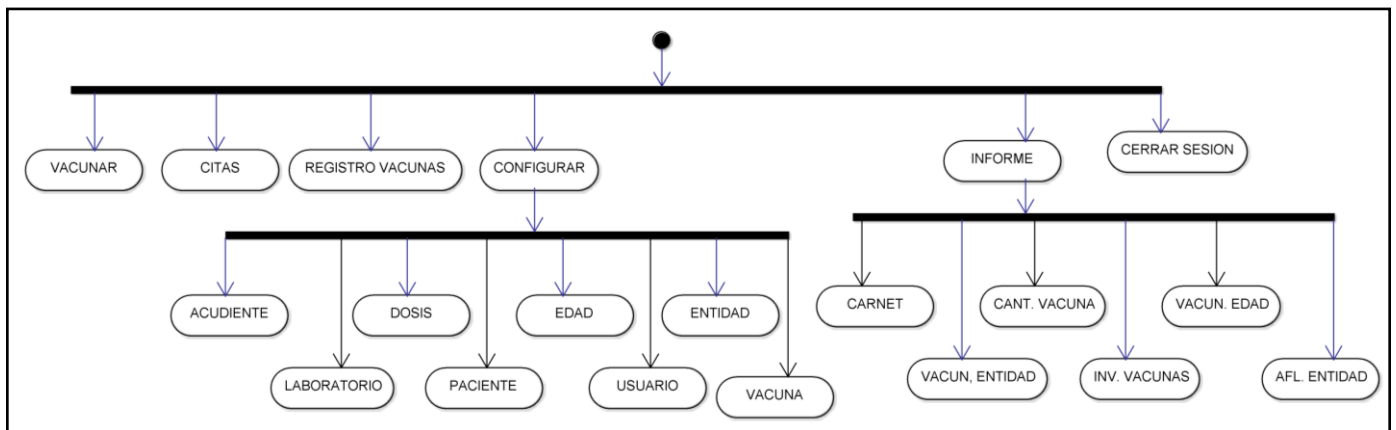 VACUNAR
CITAS
REGISTRO VACUNAS
CONFIGURAR
INFORME
CERRAR SESION
ACUDIENTE
DOSIS
EDAD
ENTIDAD
LABORATORIO
PACIENTE
USUARIO
VACUNA
CARNET
CANT. VACUNA
VACUN. EDAD
VACUN, ENTIDAD
INV. VACUNAS
AFL. ENTIDAD